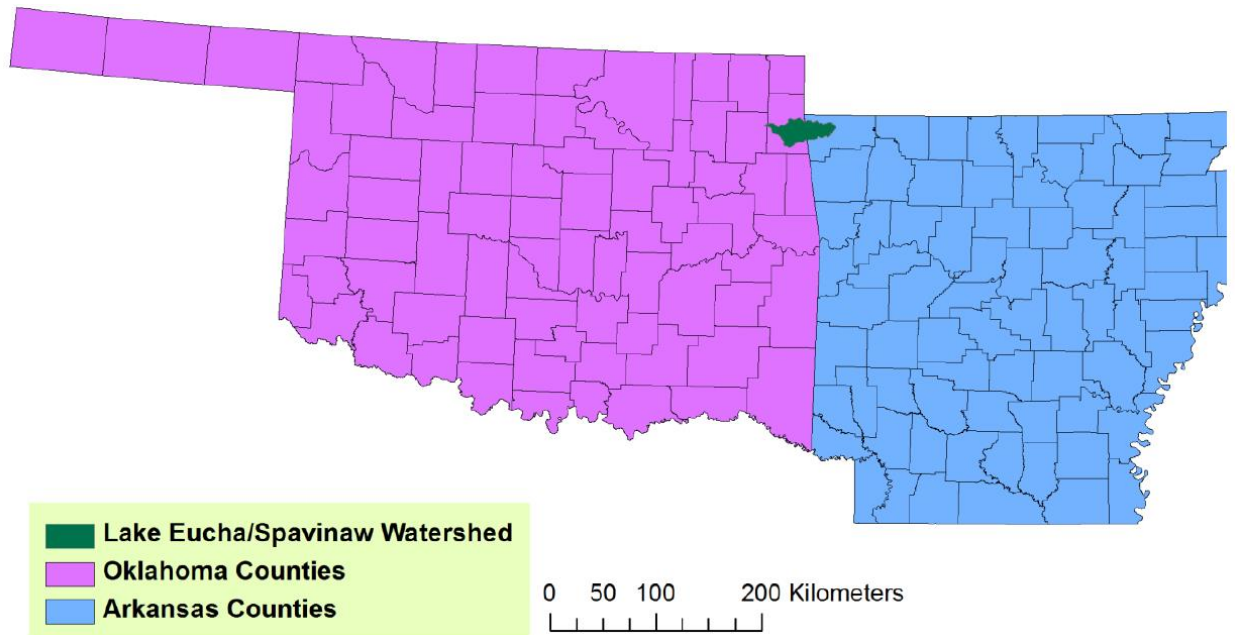 Lake Eucha/Spavinaw Watershed
Oklahoma Counties
Arkansas Counties
0 50 100 200 Kilometers